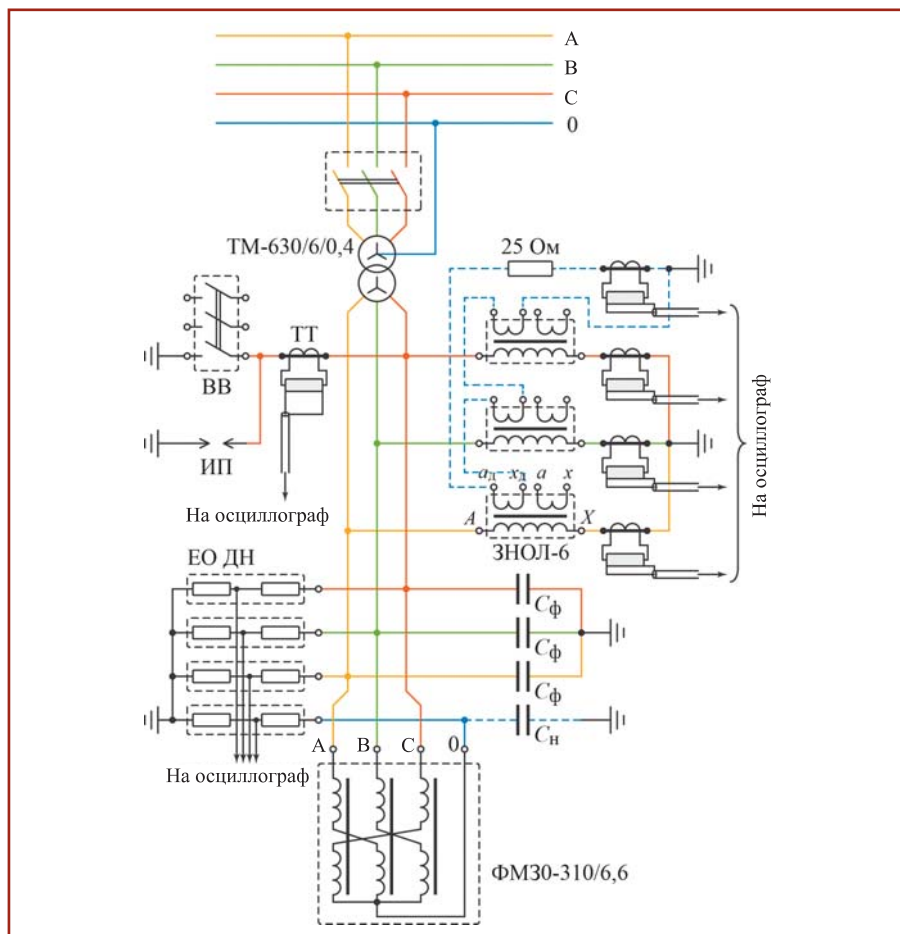 A
B
C
0
ТМ-630/6/0,4
25 Ом
ТТ
ВВ
ИП
На осциллограф
aд xд a x
A X
ЗНОЛ-6
На осциллограф
ЕО ДН
Cф
Cф
Cф
Cн
A B C 0
На осциллограф
ФМЗО-310/6,6